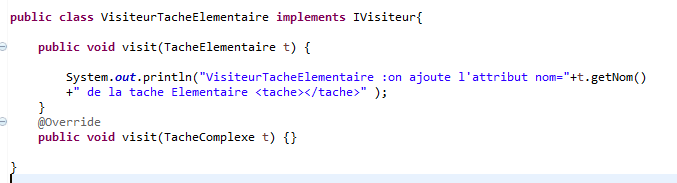 public class VisiteurTacheElementaire implements IVisiteur{
public void visit(TacheElementaire t) {
System.out.println("VisiteurTacheElementaire :on ajoute l'attribut nom="+t.getNom()
+" de la tache Elementaire <tache></tache>" );
}
@Override
public void visit(TacheComplexe t) {}
}